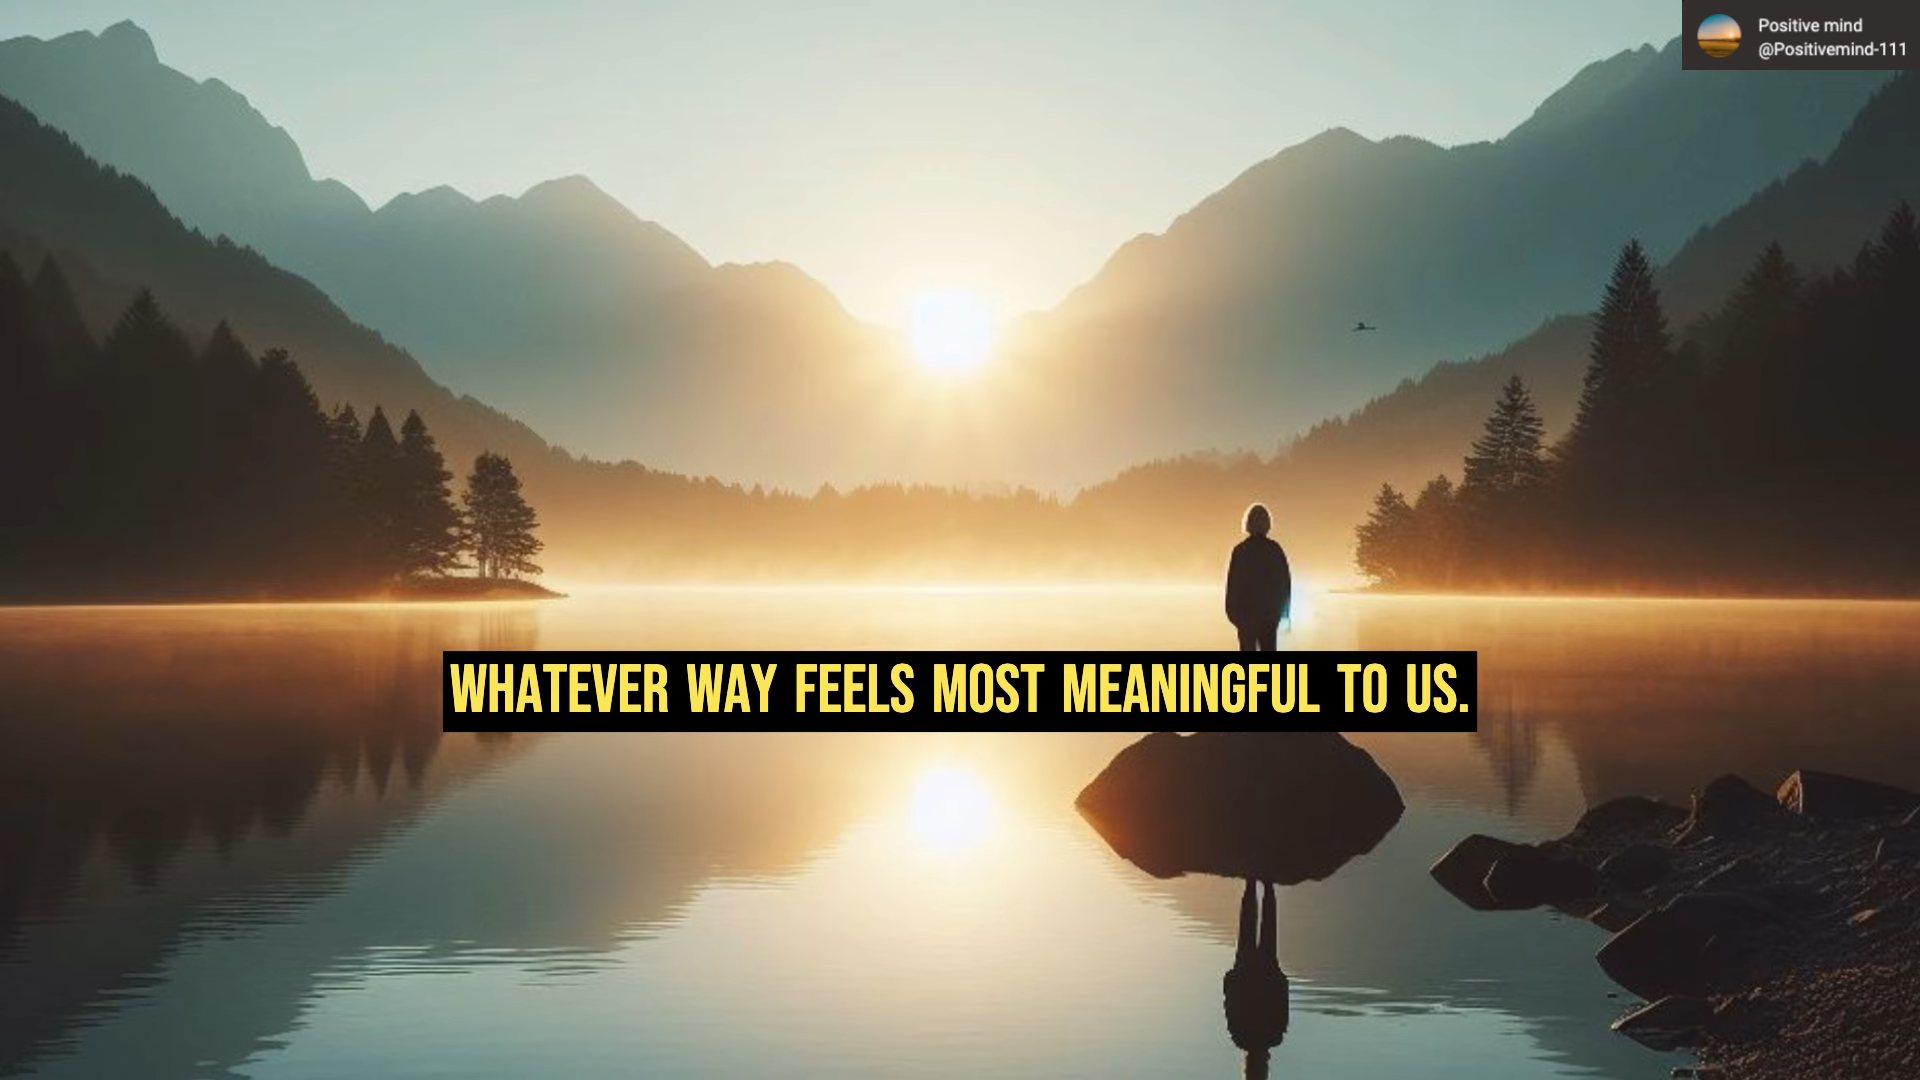 Positive mind
@Positivemind-111
WHATEVER WAY FEELS MOST MEANINGFUL TO US.